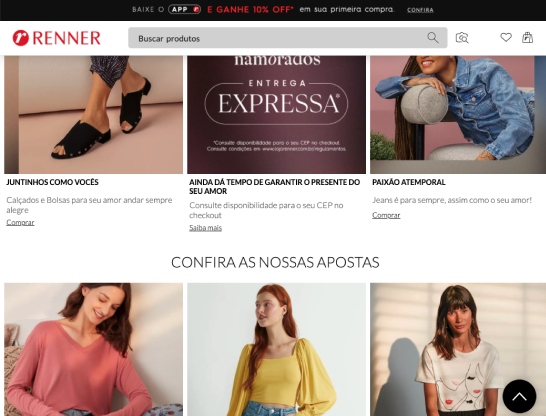 BAIXE O APP E GANHE 10% OFF* em sua primeira compra. CONFIRA
RENNER
Buscar produtos
namorados
ENTREGA
EXPRESSA*
*Consulte disponibilidade para o seu CEP no checkout.
Consulte condições em www.lojasrenner.com.br/regulamentos.
JUNTINHOS COMO VOCÊS
Calçados e Bolsas para seu amor andar sempre
alegre
Comprar
AINDA DÁ TEMPO DE GARANTIR O PRESENTE DO
SEU AMOR
Consulte disponibilidade para o seu CEP no
checkout
Saiba mais
PAIXÃO ATEMPORAL
Jeans é para sempre, assim como o seu amor!
Comprar
CONFIRA AS NOSSAS APOSTAS